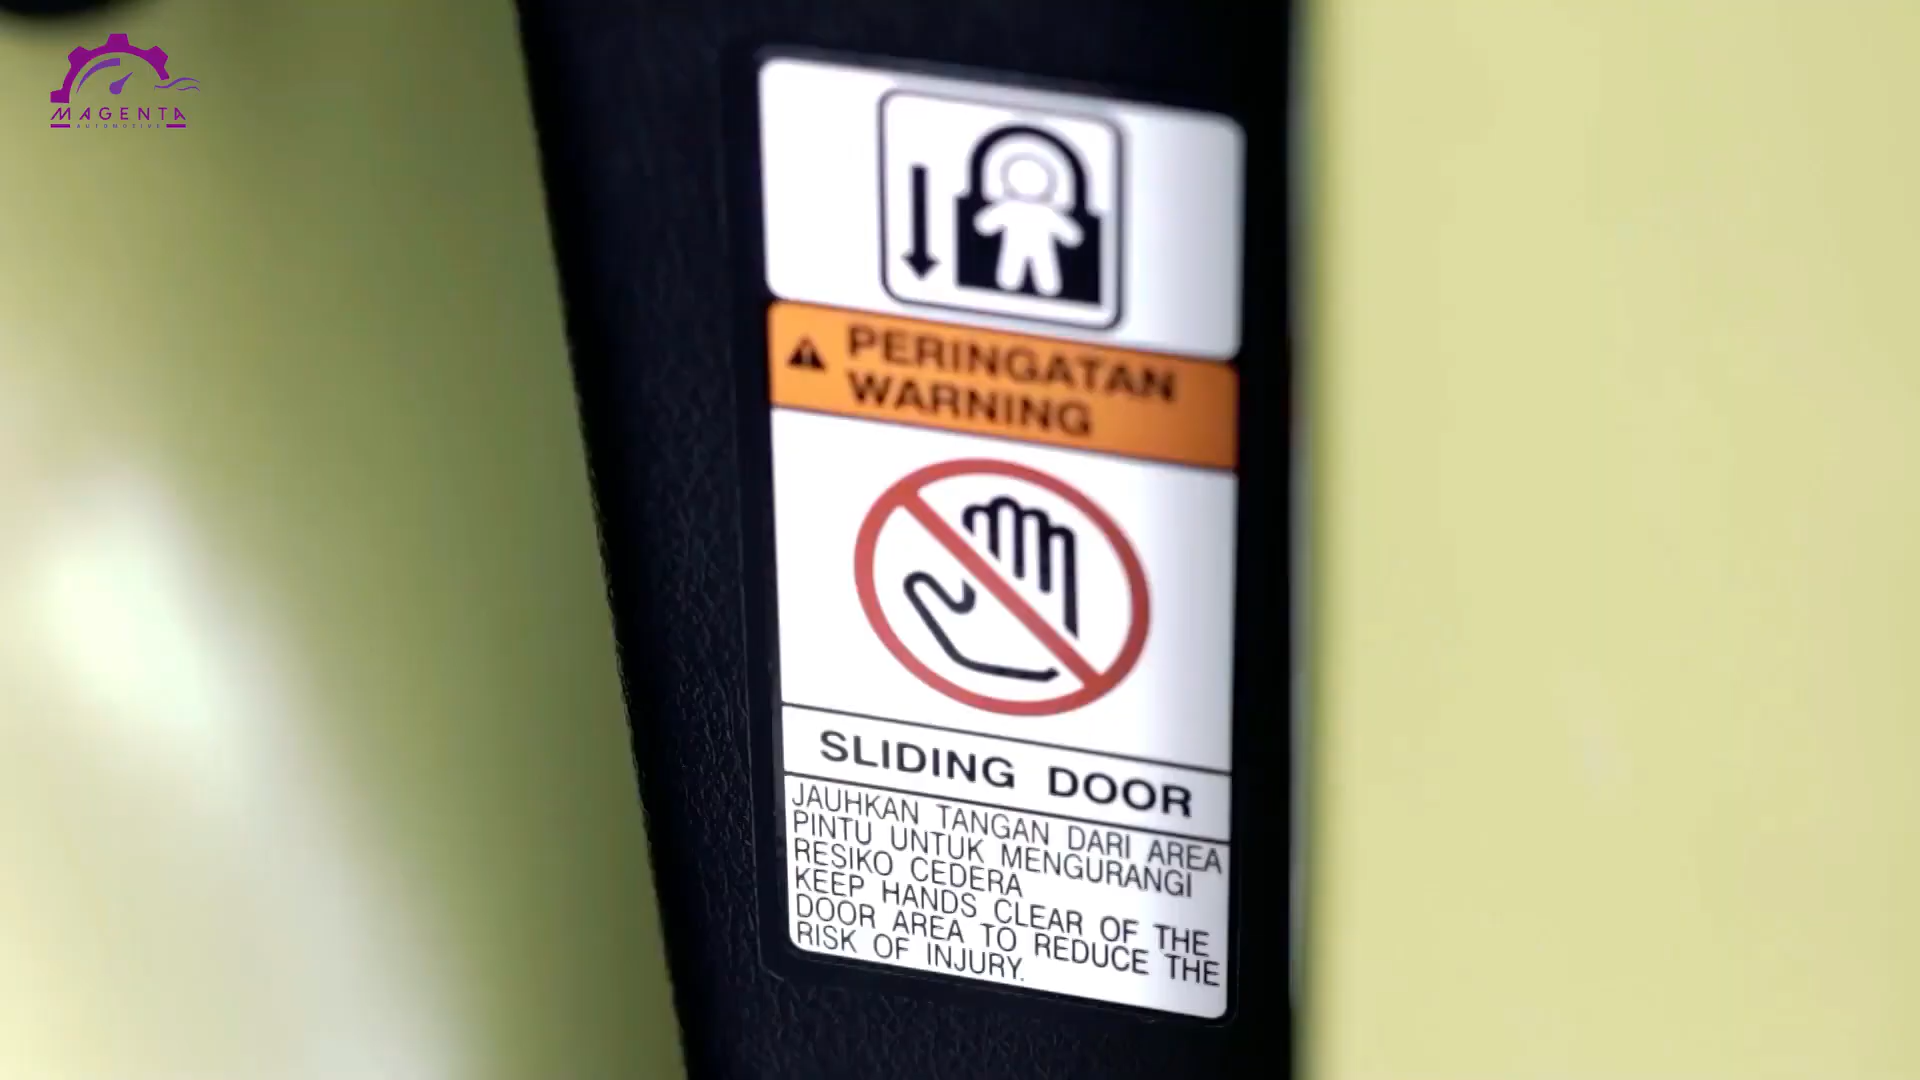 MAGENTA
AUTOMOTIVE
PERINGATAN
WARNING
SLIDING DOOR
JAUHKAN TANGAN DARI AREA
PINTU UNTUK MENGURANGI
RESIKO CEDERA
KEEP HANDS CLEAR OF THE
DOOR AREA TO REDUCE THE
RISK OF INJURY.